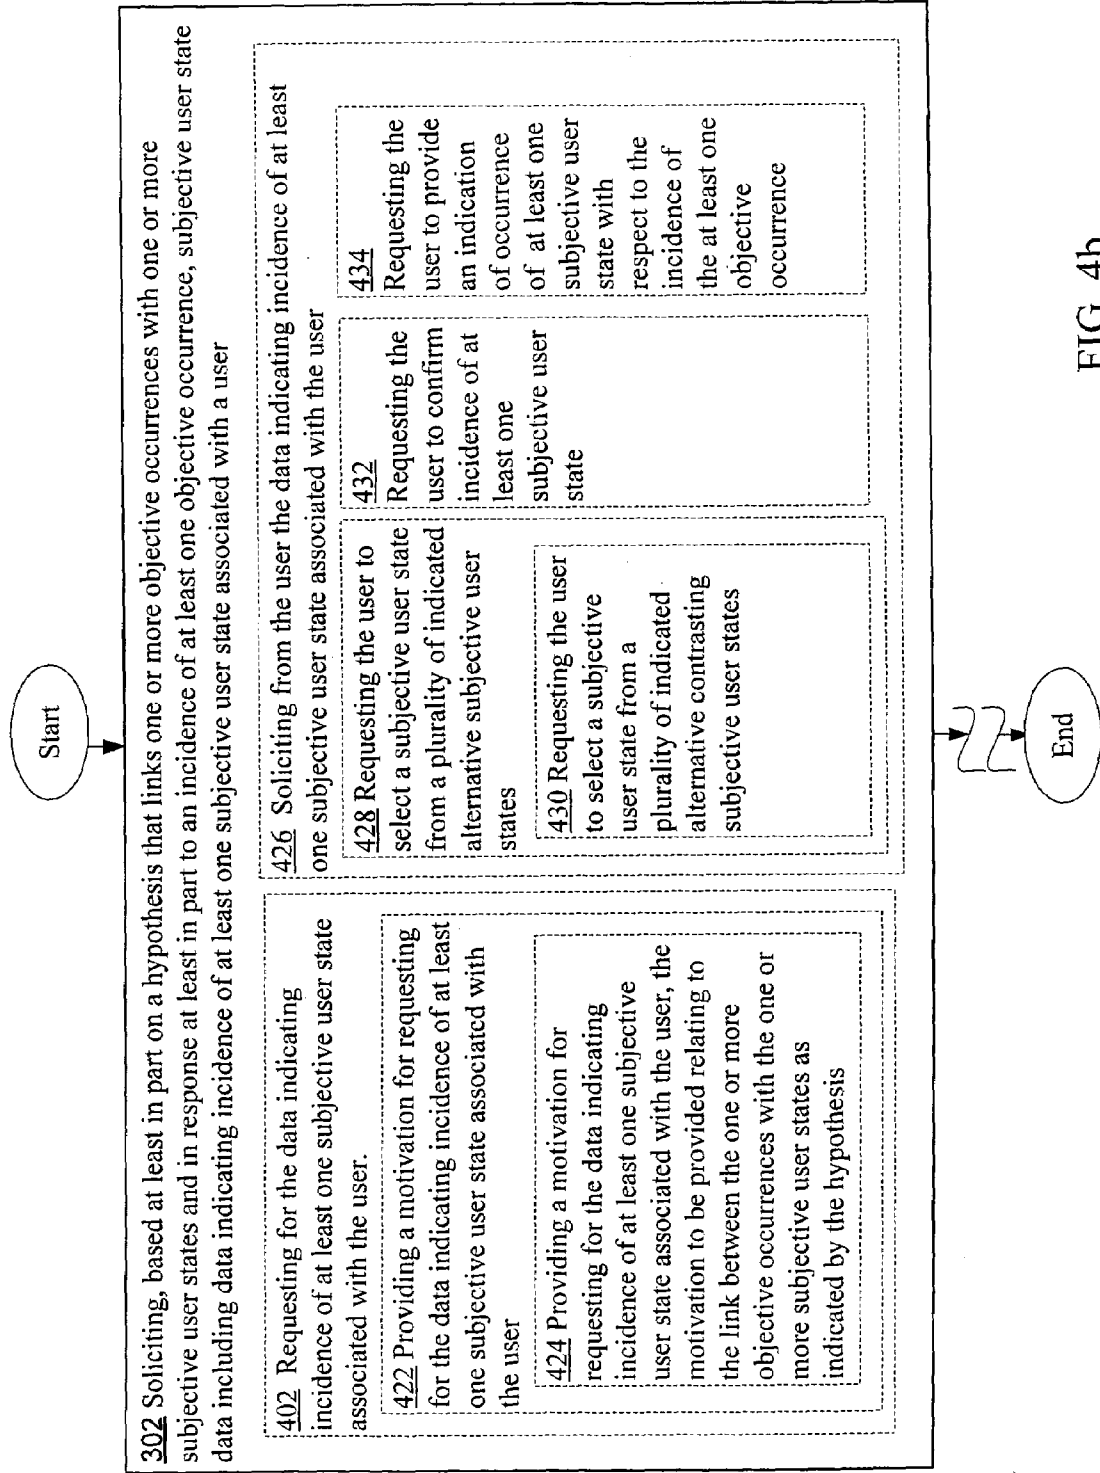 Start
302 Soliciting, based at least in part on a hypothesis that links one or more objective occurrences with one or more
subjective user states and in response at least in part to an incidence of at least one objective occurrence, subjective user state
data including data indicating incidence of at least one subjective user state associated with a user
402 Requesting for the data indicating
incidence of at least one subjective user state
associated with the user.
422 Providing a motivation for requesting
for the data indicating incidence of at least
one subjective user state associated with
the user
424 Providing a motivation for
requesting for the data indicating
incidence of at least one subjective
user state associated with the user, the
motivation to be provided relating to
the link between the one or more
objective occurrences with the one or
more subjective user states as
indicated by the hypothesis
426 Soliciting from the user the data indicating incidence of at least
one subjective user state associated with the user
428 Requesting the user to
select a subjective user state
from a plurality of indicated
alternative subjective user
states
430 Requesting the user
to select a subjective
user state from a
plurality of indicated
alternative contrasting
subjective user states
432
Requesting the
user to confirm
incidence of at
least one
subjective user
state
434
Requesting the
user to provide
an indication
of occurrence
of at least one
subjective user
state with
respect to the
incidence of
the at least one
objective
occurrence
End
FIG. 4b